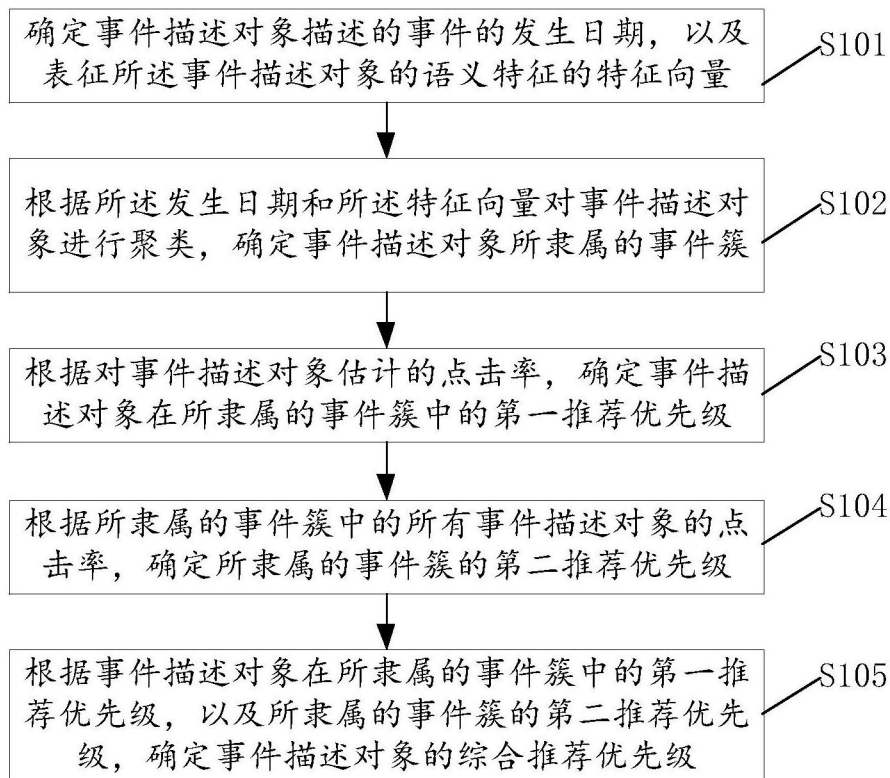 确定事件描述对象描述的事件的发生日期，以及
表征所述事件描述对象的语义特征的特征向量
S101
根据所述发生日期和所述特征向量对事件描述对
象进行聚类，确定事件描述对象所隶属的事件簇
S102
根据对事件描述对象估计的点击率，确定事件描
述对象在所隶属的事件簇中的第一推荐优先级
S103
根据所隶属的事件簇中的所有事件描述对象的点
击率，确定所隶属的事件簇的第二推荐优先级
S104
根据事件描述对象在所隶属的事件簇中的第一推
荐优先级，以及所隶属的事件簇的第二推荐优先
级，确定事件描述对象的综合推荐优先级
S105